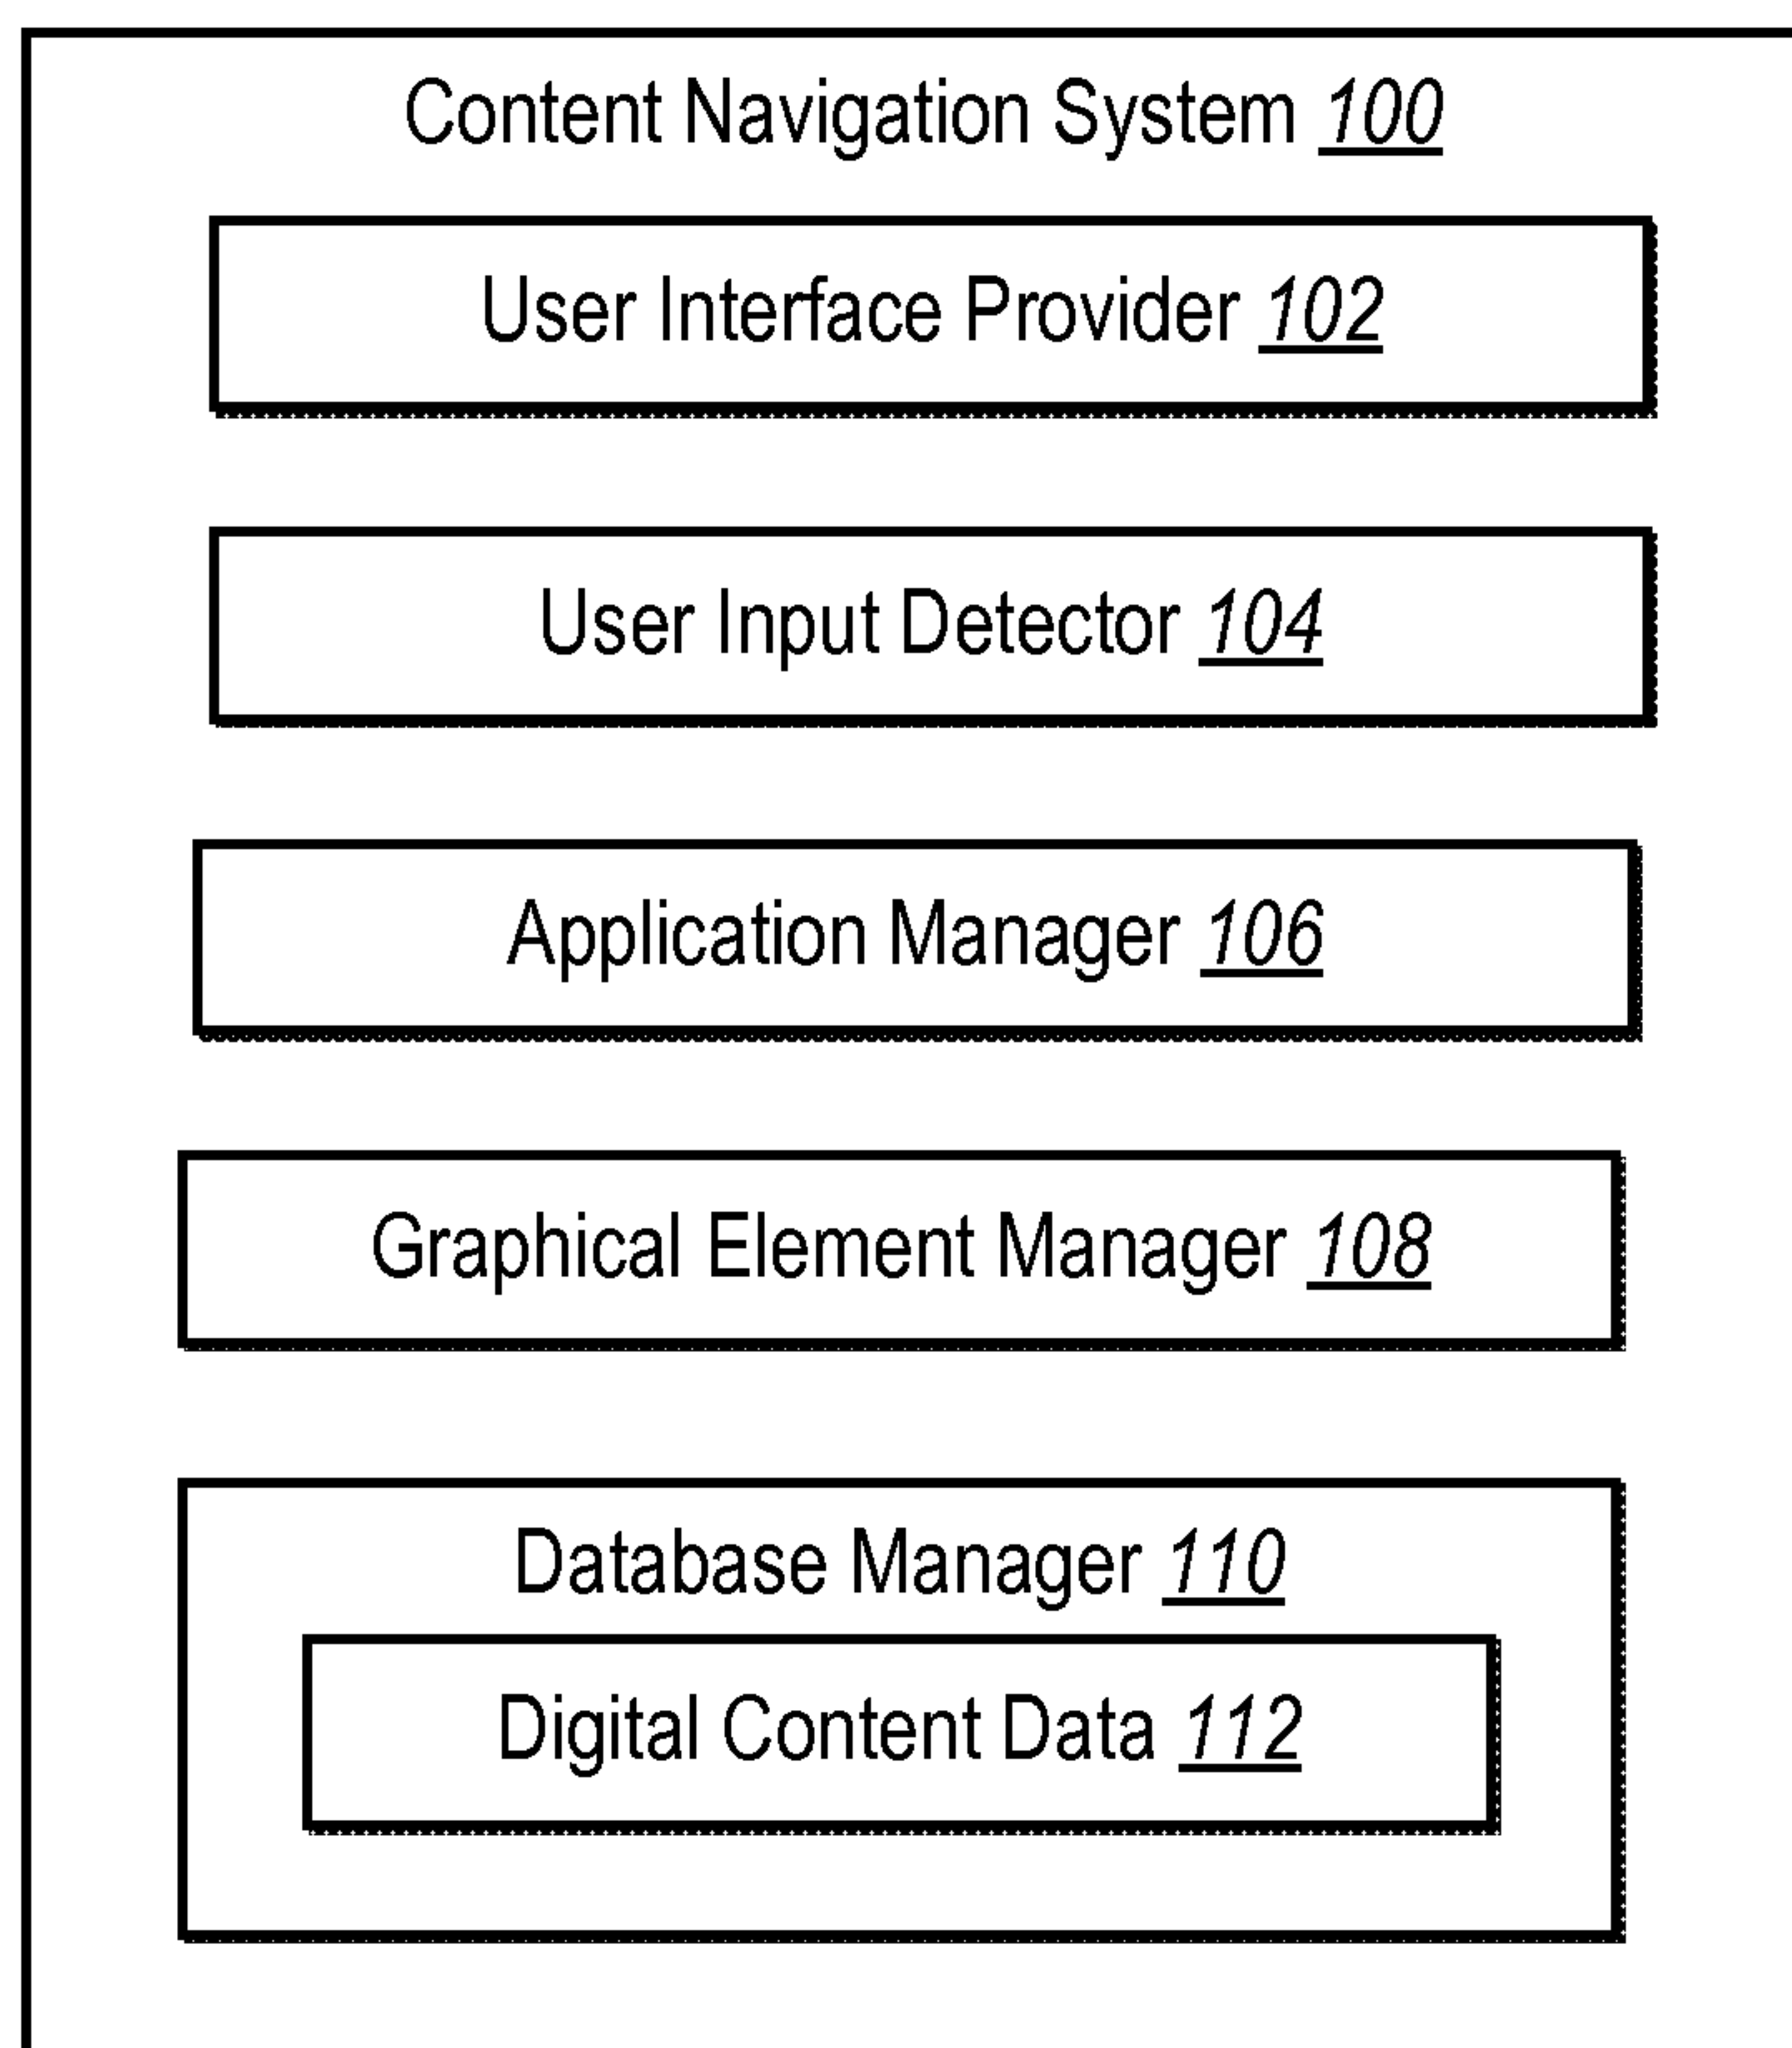 Content Navigation System 100
User Interface Provider 102
User Input Detector 104
Application Manager 106
Graphical Element Manager 108
Database Manager 110
Digital Content Data 112